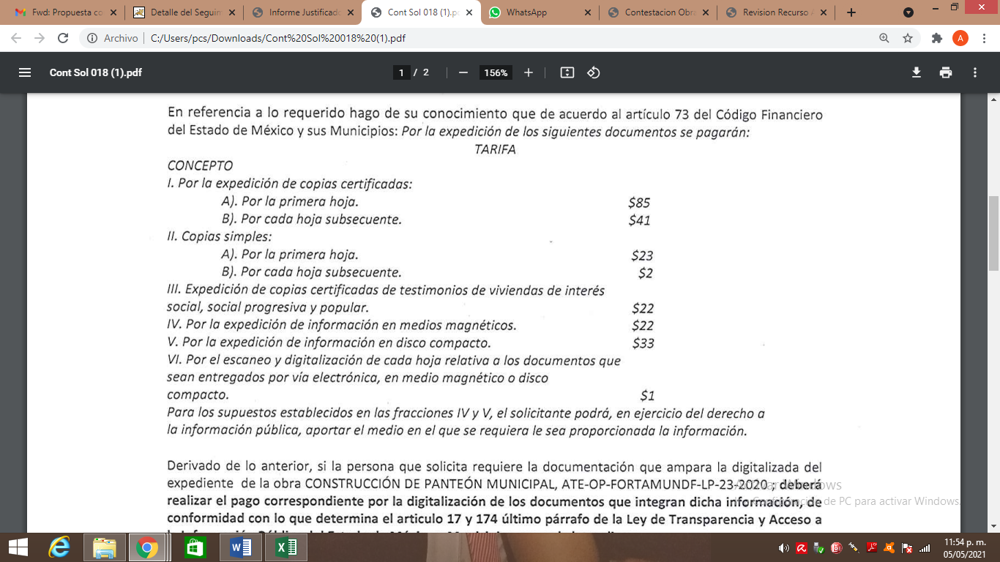 Fwd: Propuesta co
Detalle del Seguim
Informe Justificado
Cont Sol 018 (1).p
WhatsApp
Contestacion Obra
Revision Recurso
Archivo | C:/Users/pcs/Downloads/Cont%20Sol%20018%20(1).pdf
A
Cont Sol 018 (1).pdf
1 / 2
156%
En referencia a lo requerido hago de su conocimiento que de acuerdo al artículo 73 del Código Financiero
del Estado de México y sus Municipios: Por la expedición de los siguientes documentos se pagarán:
TARIFA
CONCEPTO
I. Por la expedición de copias certificadas:
A). Por la primera hoja. $85
B). Por cada hoja subsecuente. $41
II. Copias simples:
A). Por la primera hoja. $23
B). Por cada hoja subsecuente. $2
III. Expedición de copias certificadas de testimonios de viviendas de interés
social, social progresiva y popular. $22
IV. Por la expedición de información en medios magnéticos. $22
V. Por la expedición de información en disco compacto. $33
VI. Por el escaneo y digitalización de cada hoja relativa a los documentos que
sean entregados por vía electrónica, en medio magnético o disco
compacto. $1
Para los supuestos establecidos en las fracciones IV y V, el solicitante podrá, en ejercicio del derecho a
la información pública, aportar el medio en el que se requiera le sea proporcionada la información.
Derivado de lo anterior, si la persona que solicita requiere la documentación que ampara la digitalizada del
expediente de la obra CONSTRUCCIÓN DE PANTEÓN MUNICIPAL, ATE-OP-FORTAMUNDF-LP-23-2020 ; deberá
realizar el pago correspondiente por la digitalización de los documentos que integran dicha información, de
conformidad con lo que determina el articulo 17 y 174 último párrafo de la Ley de Transparencia y Acceso a
Activar Windows
de PC para activar Windows.
11:54 p. m.
05/05/2021